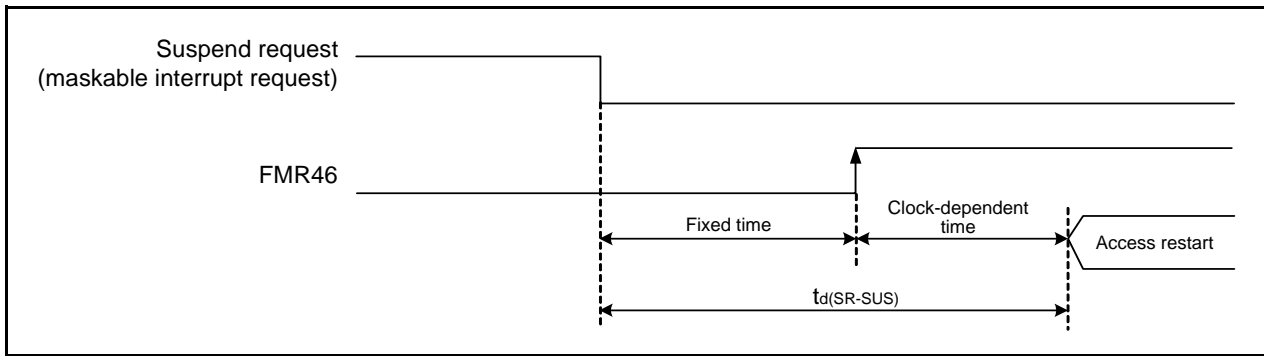 Suspend request
(maskable interrupt request)
FMR46
Fixed time
Clock-dependent
time
Access restart
td(SR-SUS)